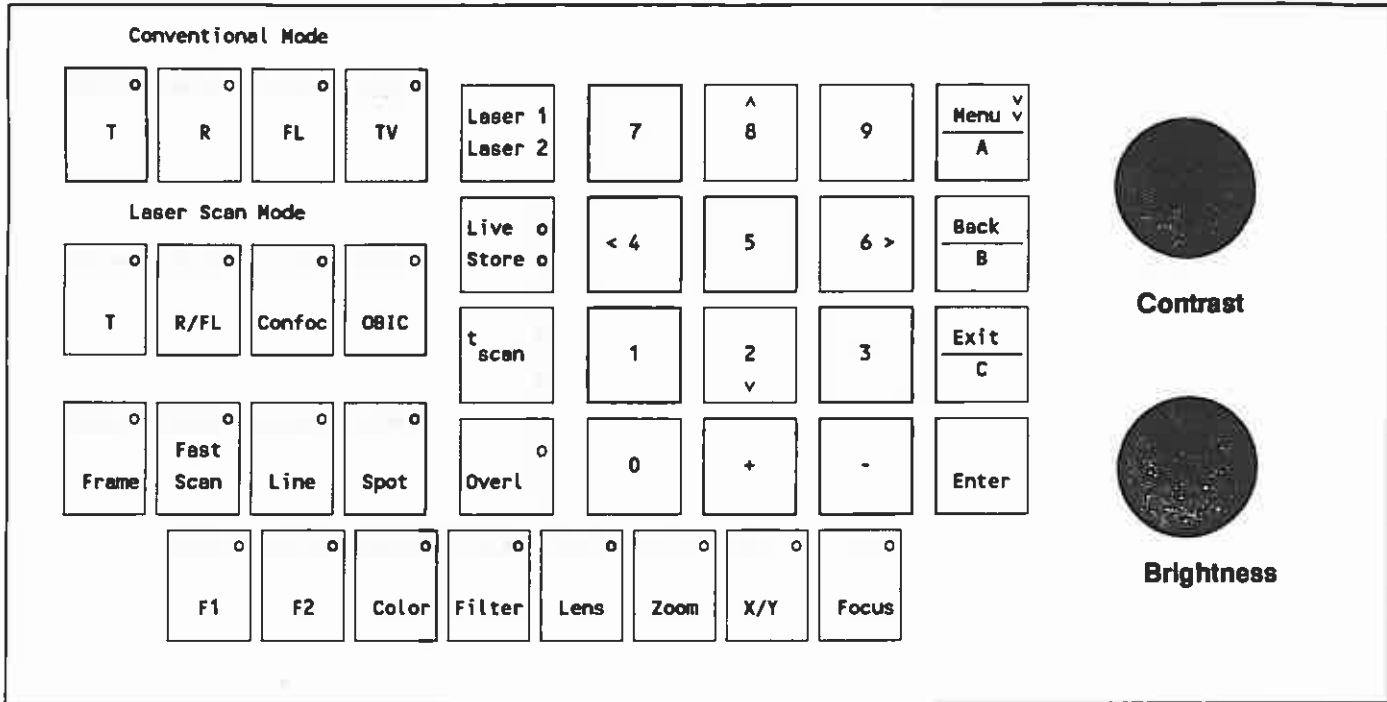 Conventional Mode
T R FL TV
Laser 1
Laser 2
7
^
8
9
Menu
A
Laser Scan Mode
T R/FL Confoc OBIC
Live
Store
< 4
5
6 >
Back
B
Contrast
t scan
1
2
3
Exit
C
Frame
Fast
Scan
Line
Spot
Overl
0
+
-
Enter
F1 F2 Color Filter Lens Zoom X/Y Focus
Brightness